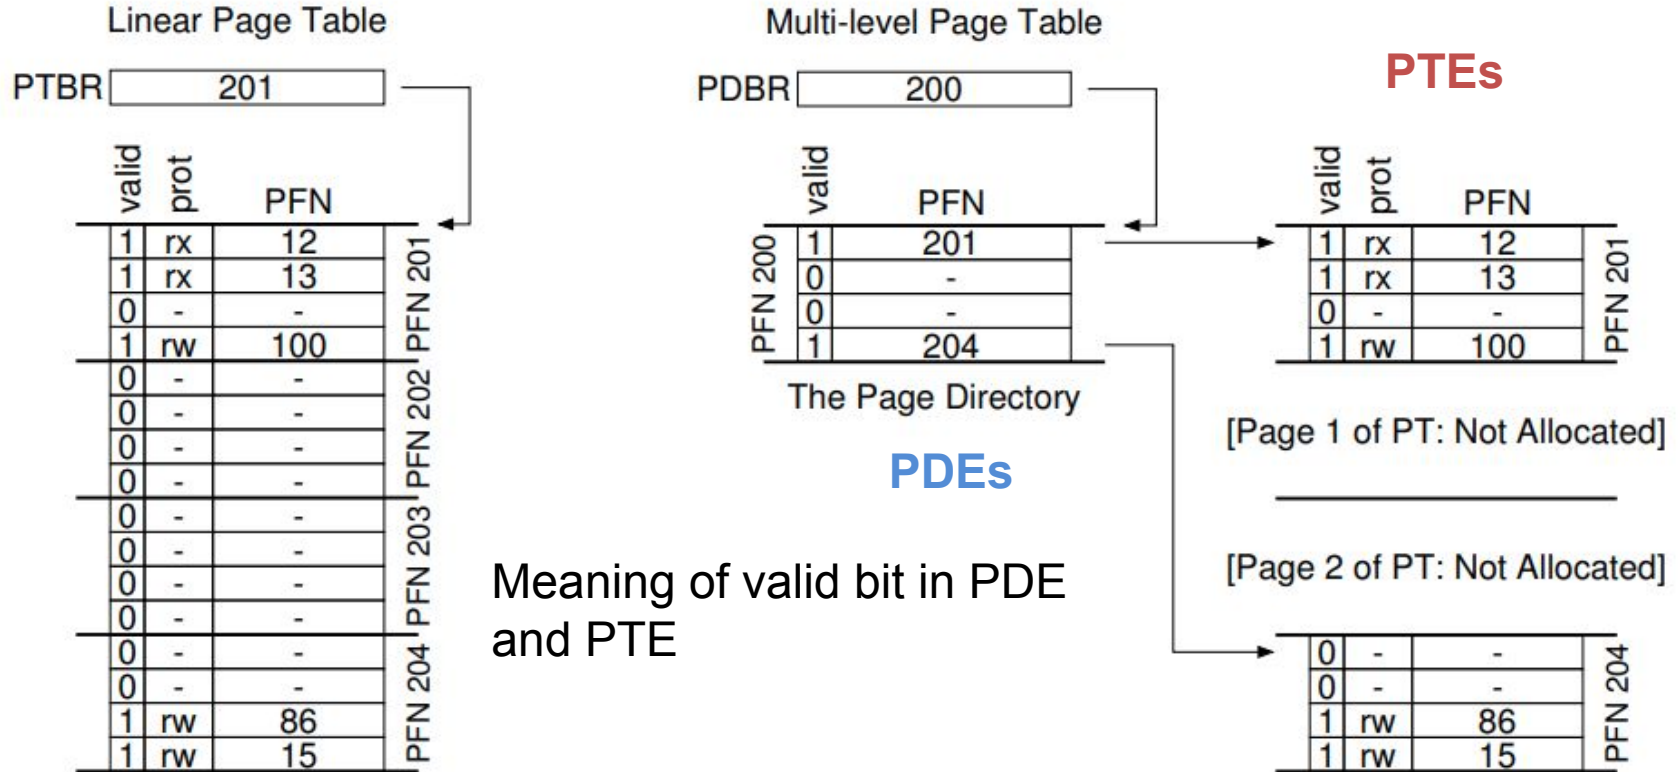 Linear Page Table
PTBR 201
valid prot PFN
1 rx 12
1 rx 13
0 - -
1 rw 100
PFN 201
0 - -
0 - -
0 - -
0 - -
PFN 202
0 - -
0 - -
0 - -
0 - -
PFN 203
0 - -
0 - -
1 rw 86
1 rw 15
PFN 204
Multi-level Page Table
PDBR 200
valid PFN
PFN 200
1 201
0 -
0 -
1 204
The Page Directory
PDEs
Meaning of valid bit in PDE
and PTE
PTEs
valid prot PFN
1 rx 12
1 rx 13
0 - -
1 rw 100
PFN 201
[Page 1 of PT: Not Allocated]
[Page 2 of PT: Not Allocated]
0 - -
0 - -
1 rw 86
1 rw 15
PFN 204